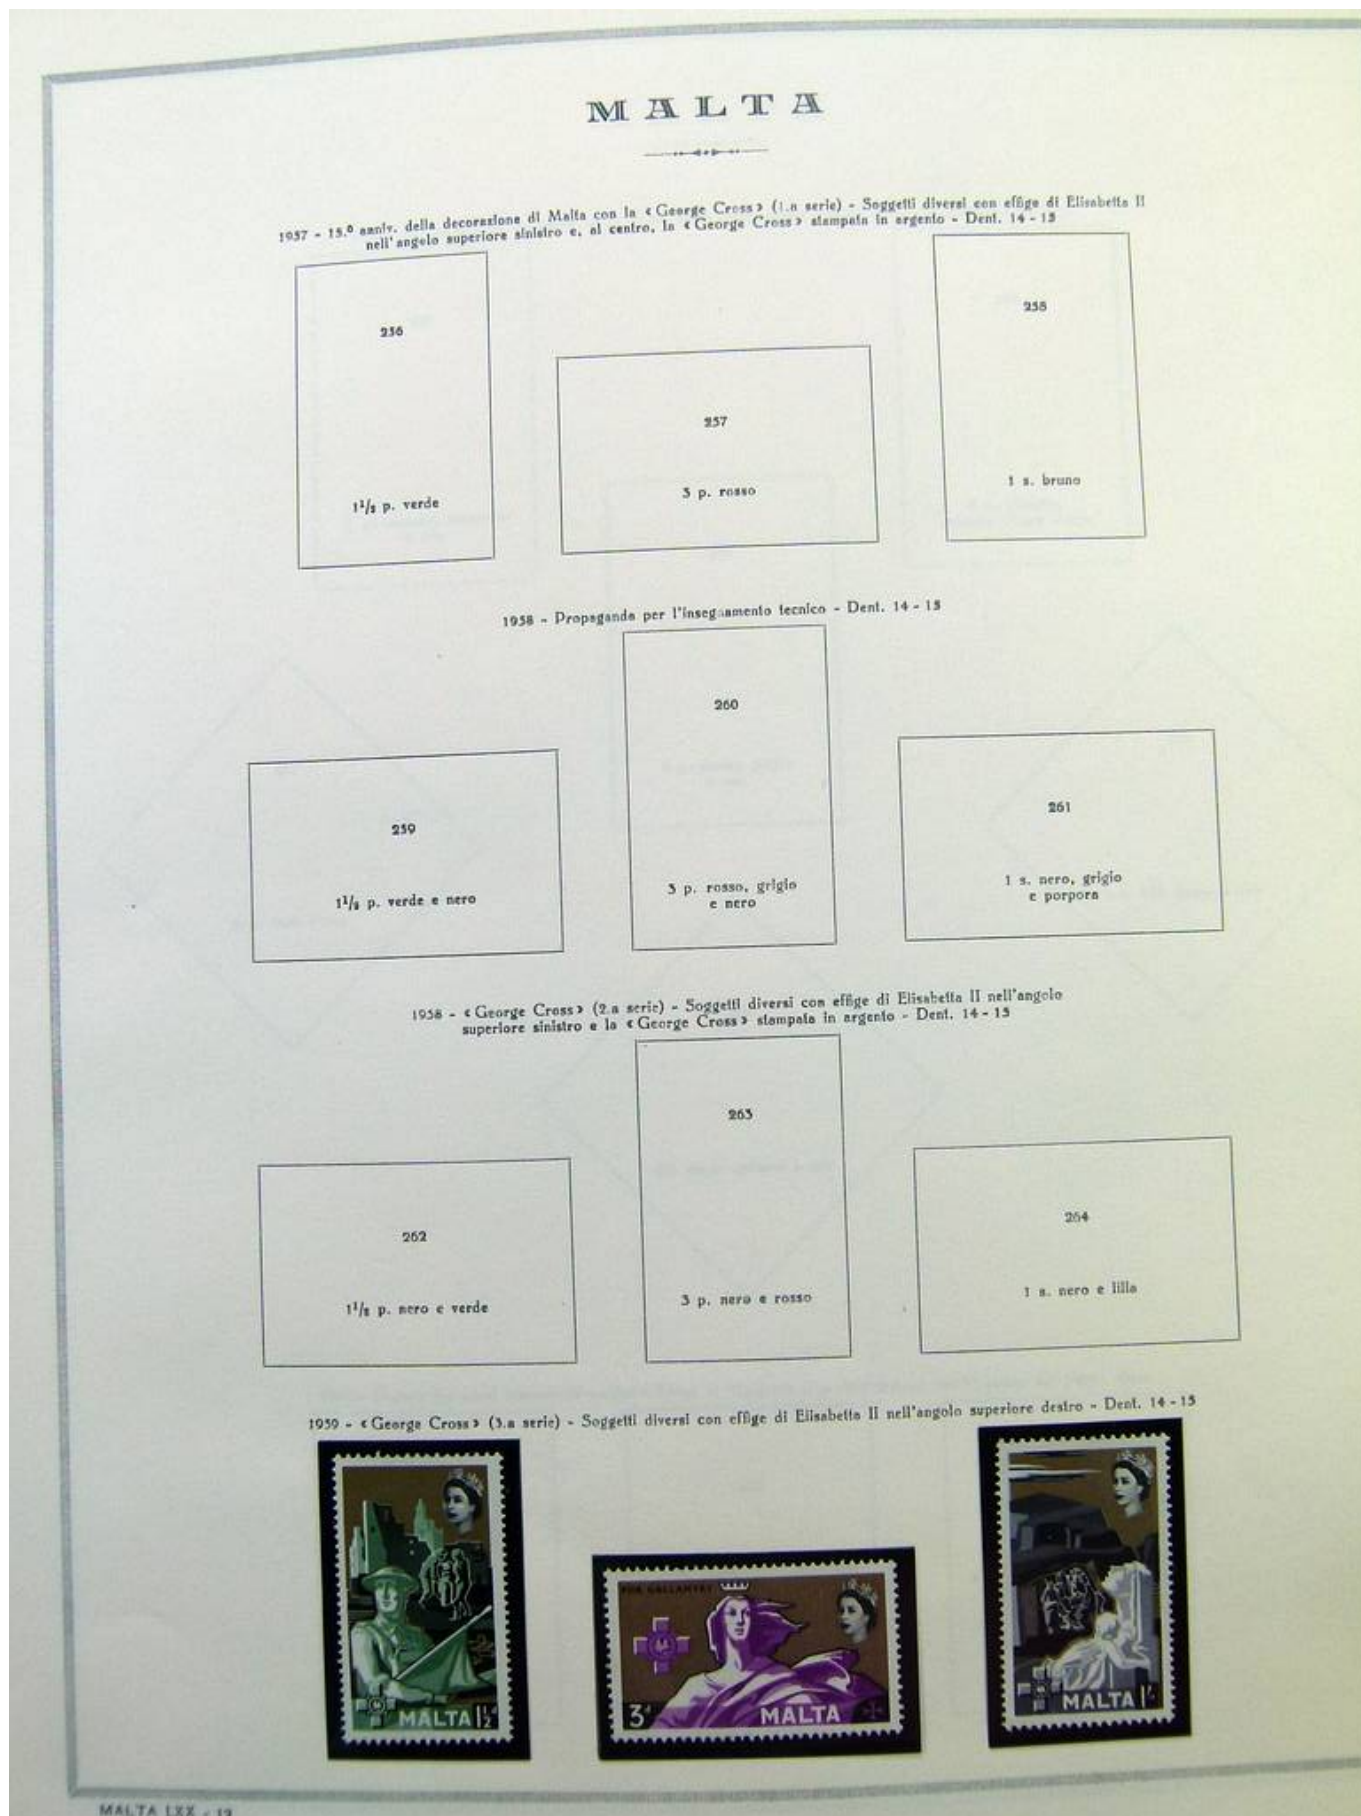 MALTA
1957 - 15.º anniv. della decorazione di Malta con la «George Cross» (1.a serie) - Soggetti diversi con effige di Elisabetta II
nell'angolo superiore sinistro e, al centro, la «George Cross» stampata in argento - Dent. 14 - 15
256
1½ p. verde
257
3 p. rosso
258
1 s. bruno
1958 - Propaganda per l'insegnamento tecnico - Dent. 14 - 15
259
1½ p. verde e nero
260
3 p. rosso, grigio
e nero
261
1 s. nero, grigio
e porpora
1958 - «George Cross» (2.a serie) - Soggetti diversi con effige di Elisabetta II nell'angolo
superiore sinistro e la «George Cross» stampata in argento - Dent. 14 - 15
262
1½ p. nero e verde
263
3 p. nero e rosso
264
1 s. nero e lilla
1959 - «George Cross» (3.a serie) - Soggetti diversi con effige di Elisabetta II nell'angolo superiore destro - Dent. 14 - 15
MALTA 1½d
FOR GALLANTRY
3d MALTA
MALTA 1/-
MALTA LXX - 12